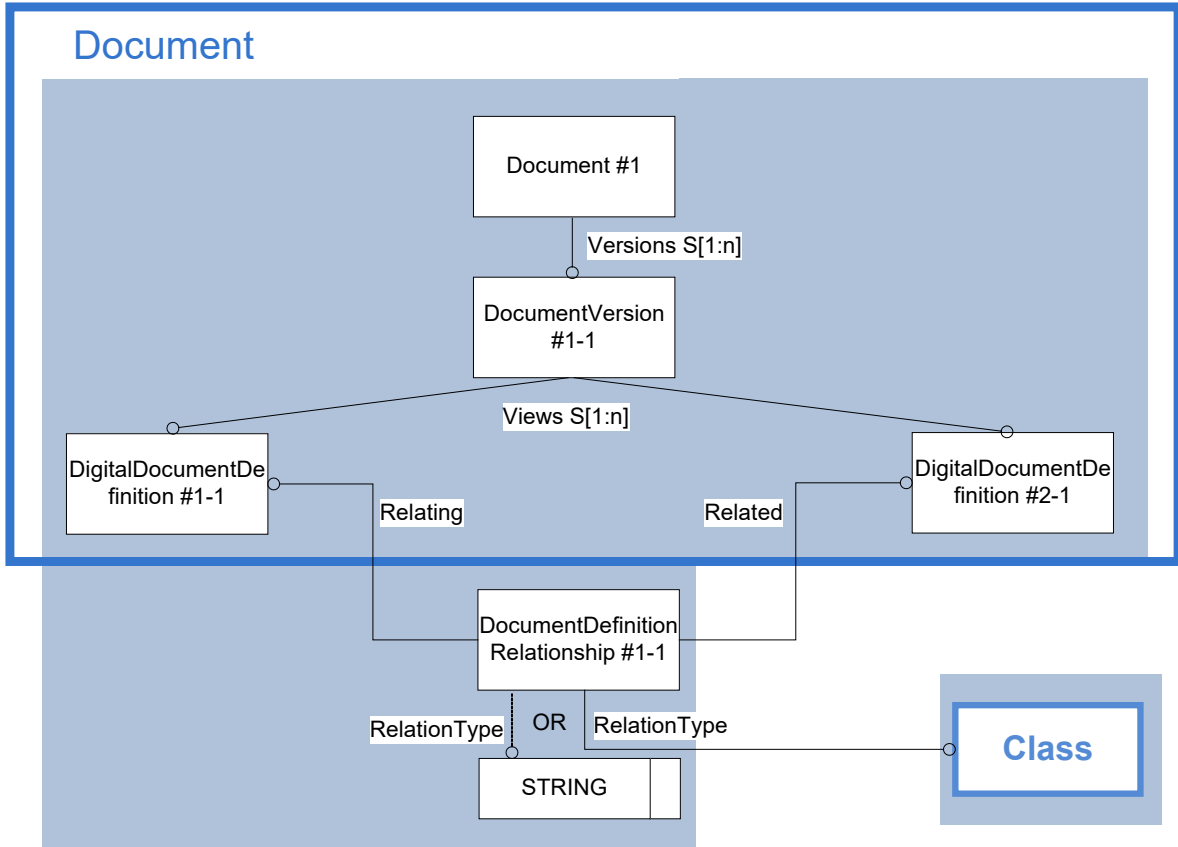 Document
Document #1
Versions S[1:n]
DocumentVersion
#1-1
Views S[1:n]
DigitalDocumentDe
finition #1-1
DigitalDocumentDe
finition #2-1
Relating
Related
DocumentDefinition
Relationship #1-1
RelationType
OR
RelationType
STRING
Class